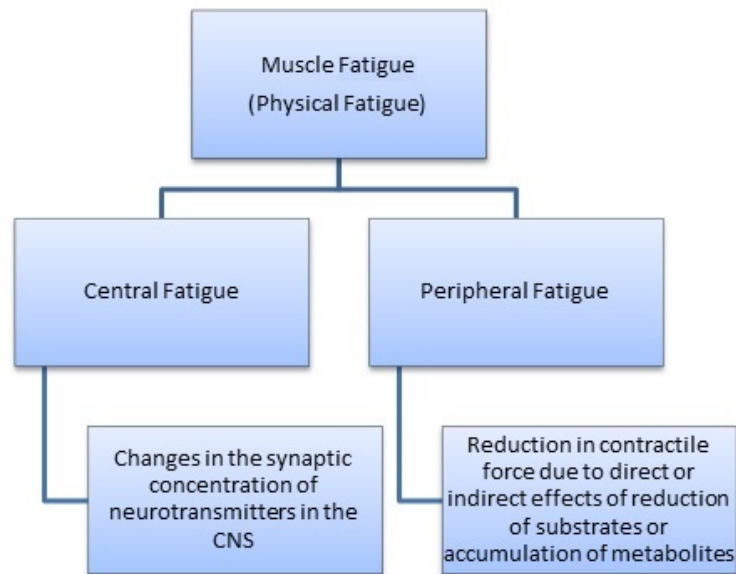 Muscle Fatigue
(Physical Fatigue)
Central Fatigue
Peripheral Fatigue
Changes in the synaptic
concentration of
neurotransmitters in the
CNS
Reduction in contractile
force due to direct or
indirect effects of reduction
of substrates or
accumulation of metabolites